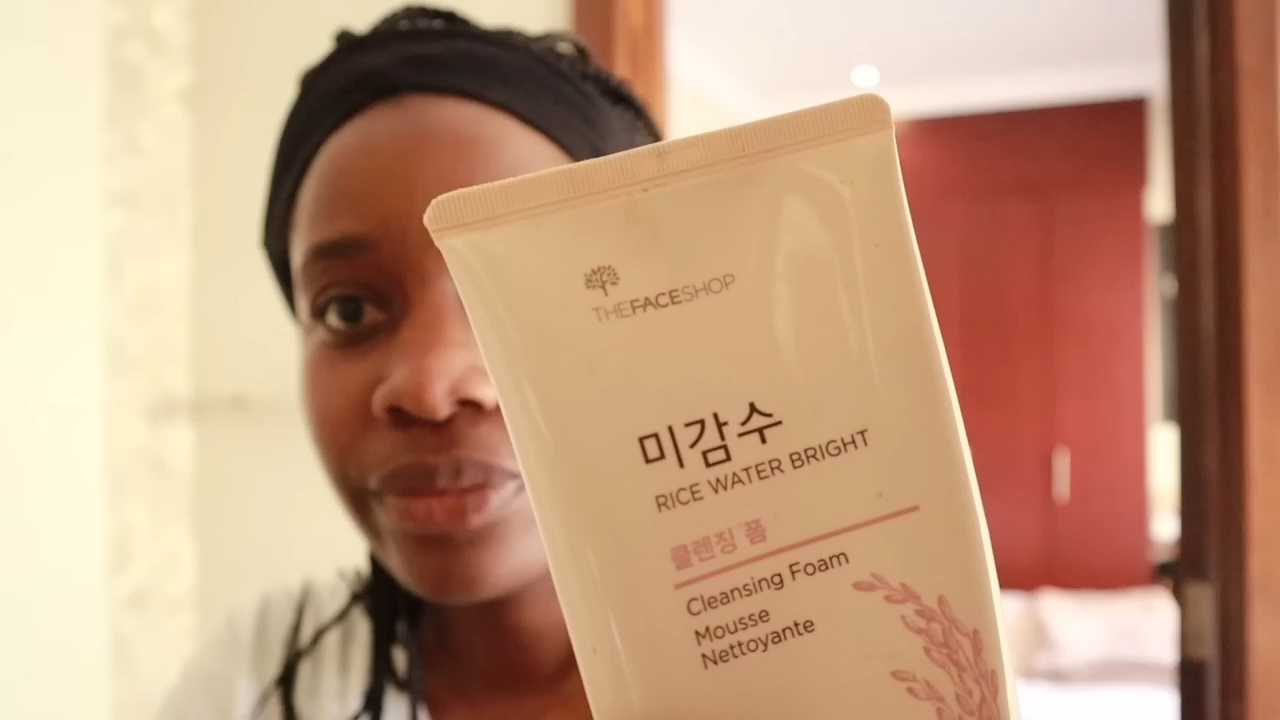 THEFACESHOP
미감수
RICE WATER BRIGHT
클렌징 폼
Cleansing Foam
Mousse
Nettoyante